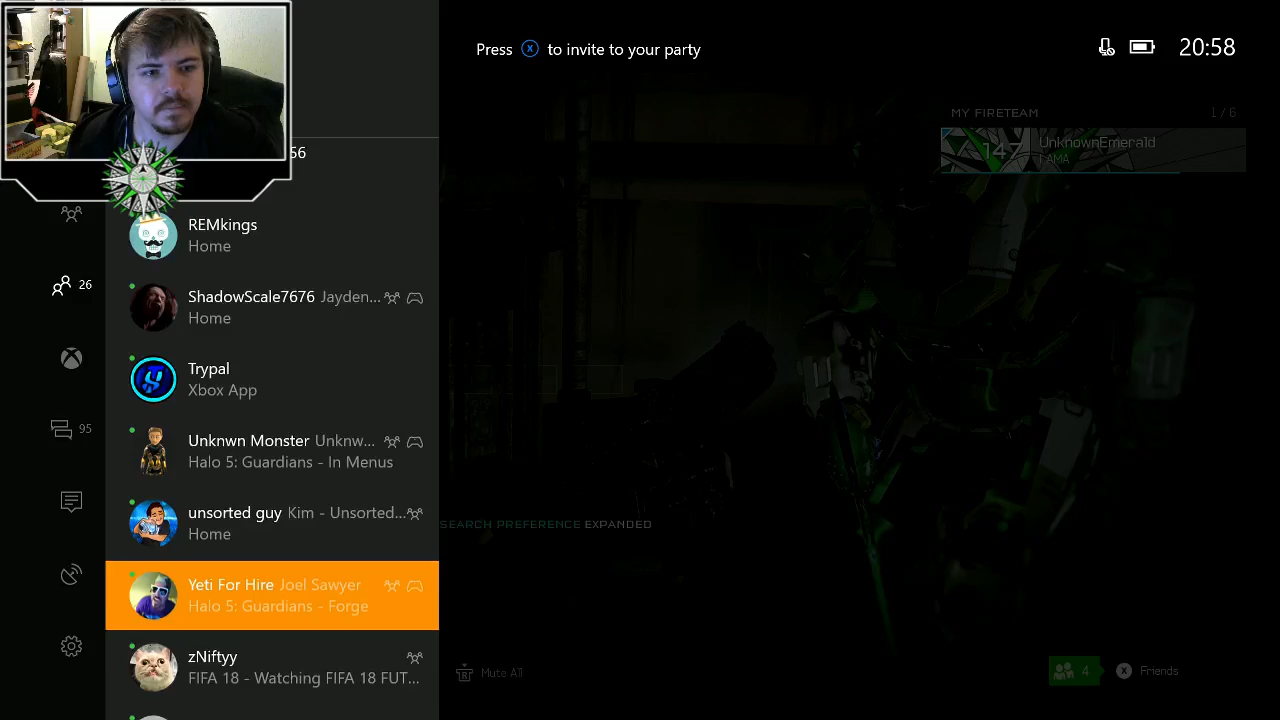 Press X to invite to your party
20:58
MY FIRETEAM 1 / 6
147 UnknownEmerald
56
REMkings
Home
26
ShadowScale7676 Jayden...
Home
Trypal
Xbox App
95
Unknwn Monster Unknw...
Halo 5: Guardians - In Menus
unsorted guy Kim - Unsorted...
Home
SEARCH PREFERENCE EXPANDED
Yeti For Hire Joel Sawyer
Halo 5: Guardians - Forge
zNiftyy
FIFA 18 - Watching FIFA 18 FUT...
R Mute All
4 X Friends